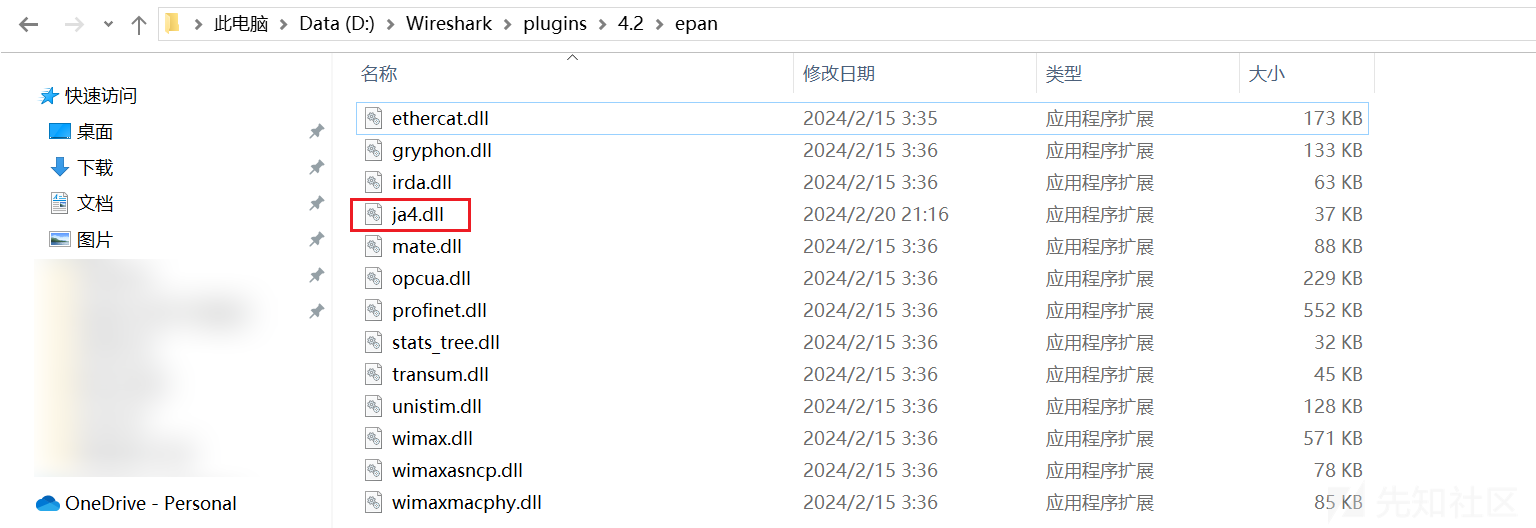 此电脑 > Data (D:) > Wireshark > plugins > 4.2 > epan
名称 修改日期 类型 大小
快速访问
桌面
下载
文档
图片
OneDrive - Personal
ethercat.dll 2024/2/15 3:35 应用程序扩展 173 KB
gryphon.dll 2024/2/15 3:36 应用程序扩展 133 KB
irda.dll 2024/2/15 3:36 应用程序扩展 63 KB
ja4.dll 2024/2/20 21:16 应用程序扩展 37 KB
mate.dll 2024/2/15 3:36 应用程序扩展 88 KB
opcua.dll 2024/2/15 3:36 应用程序扩展 229 KB
profinet.dll 2024/2/15 3:36 应用程序扩展 552 KB
stats_tree.dll 2024/2/15 3:36 应用程序扩展 32 KB
transum.dll 2024/2/15 3:36 应用程序扩展 45 KB
unistim.dll 2024/2/15 3:36 应用程序扩展 128 KB
wimax.dll 2024/2/15 3:36 应用程序扩展 571 KB
wimaxasncp.dll 2024/2/15 3:36 应用程序扩展 78 KB
wimaxmacphy.dll 2024/2/15 3:36 应用程序扩展 85 KB
先知社区